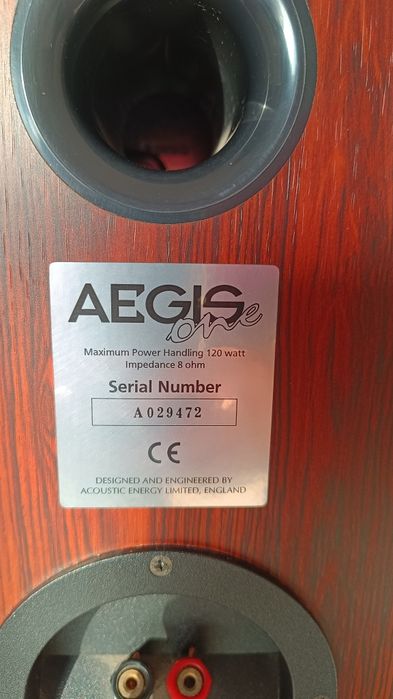 AEGIS
one
Maximum Power Handling 120 watt
Impedance 8 ohm
Serial Number
A029472
CE
DESIGNED AND ENGINEERED BY
ACOUSTIC ENERGY LIMITED, ENGLAND